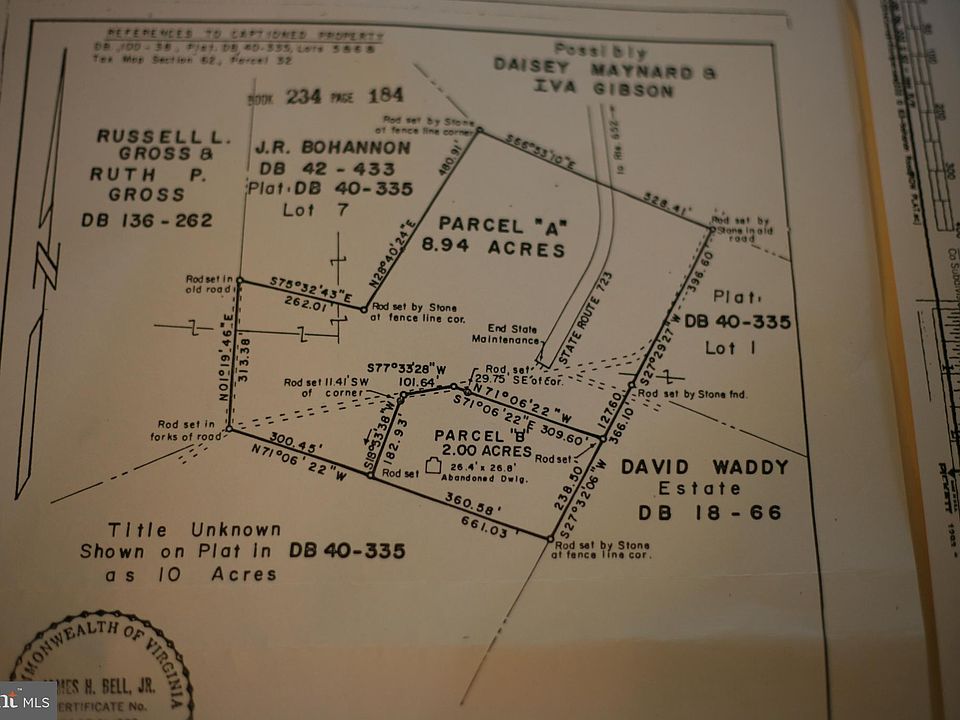 REFERENCES TO CAPTIONED PROPERTY
DB 100-38, Plat: DB 40-335, Lots
Tax Map Section 62, Parcel 32
BOOK 234 PAGE 184
Possibly
DAISEY MAYNARD &
IVA GIBSON
RUSSELL L.
GROSS &
RUTH P.
GROSS
DB 136-262
J.R. BOHANNON
DB 42-433
Plat: DB 40-335
Lot 7
Rod set by Stone
at fence line corner
480.91'
N28°40'24"E
S66°53'10"E
528.41'
to Rte. 652
PARCEL "A"
8.94 ACRES
Rod set by
Stone in old
road
396.60'
S27°29'27"W
Plat:
DB 40-335
Lot 1
Rod set in
old road
S75°32'43"E
262.01'
Rod set by Stone
at fence line cor.
N01°19'46"E
313.38'
End State
Maintenance
STATE ROUTE 723
S77°33'28"W
101.64'
Rod set 11.41' SW
of corner
Rod set
29.75 SE of Cor.
N71°06'22"W
S71°06'22"E
309.60'
127.60
366.10'
Rod set by Stone fnd.
Rod set in
forks of road
300.45'
N71°06'22"W
S18°53'38"W
182.93'
PARCEL "B"
2.00 ACRES
26.4' x 26.8'
Abandoned Dwlg.
Rod set
Rod set
238.50'
S27°32'06"W
360.58'
661.03'
Rod set by Stone
at fence line cor.
DAVID WADDY
Estate
DB 18-66
Title Unknown
Shown on Plat in DB 40-335
as 10 Acres
COMMONWEALTH OF VIRGINIA
JAMES H. BELL, JR.
CERTIFICATE No.
MLS